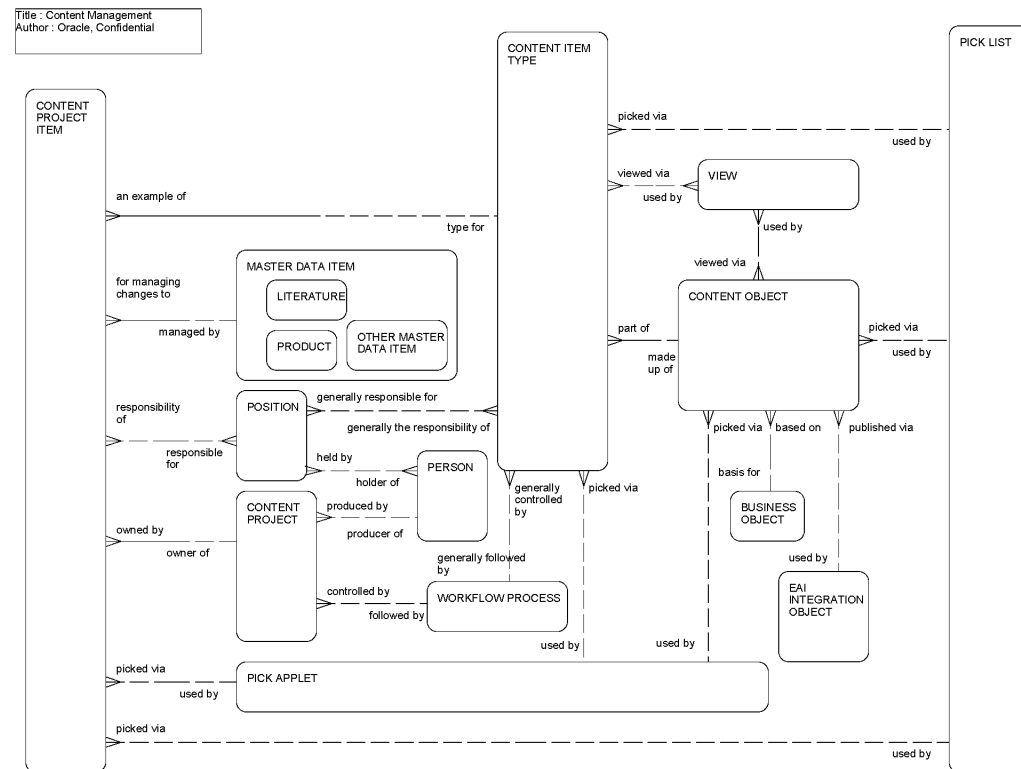 Title : Content Management
Author : Oracle, Confidential
CONTENT ITEM
TYPE
PICK LIST
CONTENT
PROJECT
ITEM
picked via
used by
viewed via
used by
VIEW
an example of
type for
used by
viewed via
MASTER DATA ITEM
LITERATURE
PRODUCT
OTHER MASTER
DATA ITEM
for managing
changes to
managed by
CONTENT OBJECT
part of
made
up of
picked via
used by
POSITION
generally responsible for
generally the responsibility of
responsibility
of
responsible
for
picked via
based on
published via
held by
holder of
PERSON
basis for
BUSINESS
OBJECT
generally
controlled
by
picked via
CONTENT
PROJECT
produced by
producer of
owned by
owner of
generally followed
by
used by
EAI
INTEGRATION
OBJECT
controlled by
followed by
WORKFLOW PROCESS
used by
used by
picked via
used by
PICK APPLET
picked via
used by